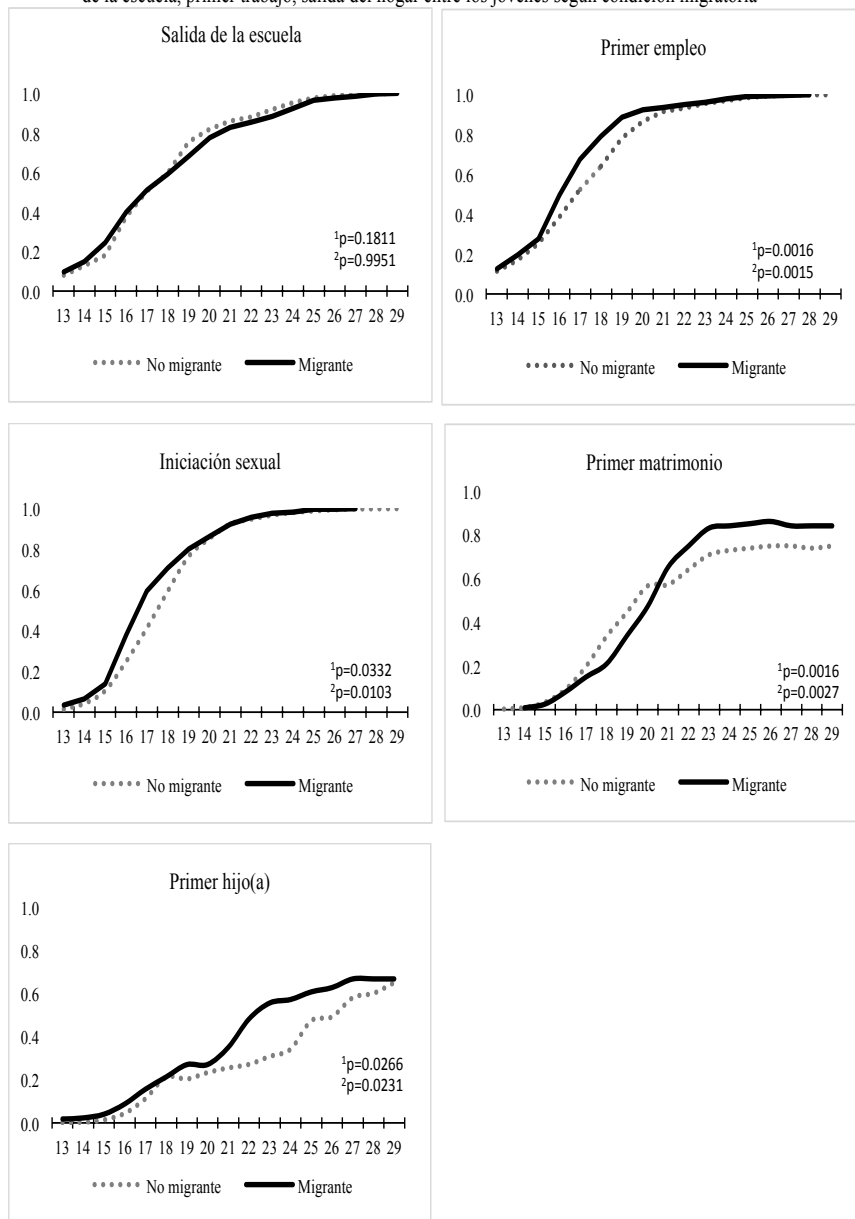 de la escuela, primer trabajo, salida del hogar entre los jóvenes según condición migratoria
Salida de la escuela
1.0
0.8
0.6
0.4
0.2
0.0
¹p=0.1811
²p=0.9951
13 14 15 16 17 18 19 20 21 22 23 24 25 26 27 28 29
No migrante Migrante
Primer empleo
1.0
0.8
0.6
0.4
0.2
0.0
¹p=0.0016
²p=0.0015
13 14 15 16 17 18 19 20 21 22 23 24 25 26 27 28 29
No migrante Migrante
Iniciación sexual
1.0
0.8
0.6
0.4
0.2
0.0
¹p=0.0332
²p=0.0103
13 14 15 16 17 18 19 20 21 22 23 24 25 26 27 28 29
No migrante Migrante
Primer matrimonio
1.0
0.8
0.6
0.4
0.2
0.0
¹p=0.0016
²p=0.0027
13 14 15 16 17 18 19 20 21 22 23 24 25 26 27 28 29
No migrante Migrante
Primer hijo(a)
1.0
0.8
0.6
0.4
0.2
0.0
¹p=0.0266
²p=0.0231
13 14 15 16 17 18 19 20 21 22 23 24 25 26 27 28 29
No migrante Migrante